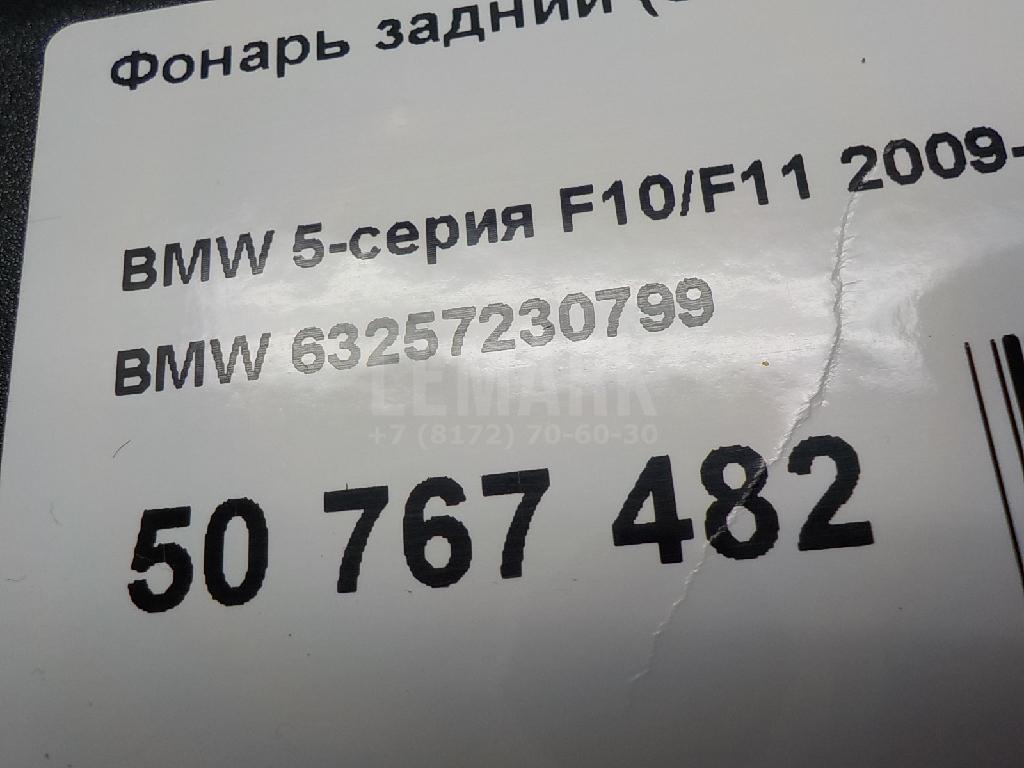 Фонарь задний (
BMW 5-серия F10/F11 2009-
BMW 63257230799
LEMARK
+7 (8172) 70-60-30
50 767 482